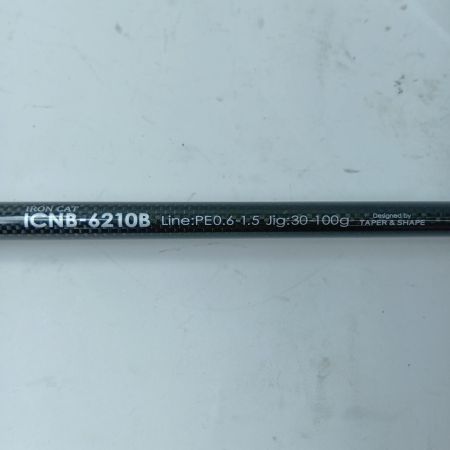 IRON CAT
ICNB-6210B Line:PE0.6-1.5 Jig:30-100g
Designed by
TAPER & SHAPE